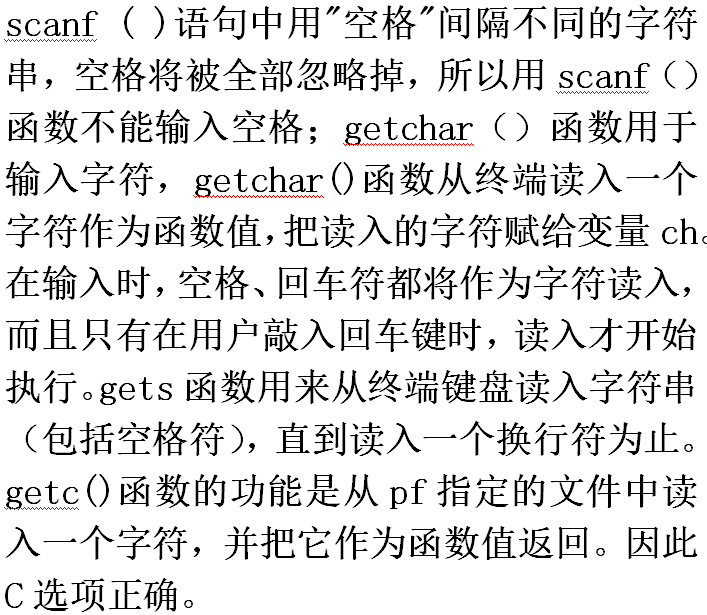 scanf ( )语句中用"空格"间隔不同的字符
串，空格将被全部忽略掉，所以用 scanf（）
函数不能输入空格；getchar（）函数用于
输入字符，getchar()函数从终端读入一个
字符作为函数值，把读入的字符赋给变量 ch。
在输入时，空格、回车符都将作为字符读入，
而且只有在用户敲入回车键时，读入才开始
执行。gets 函数用来从终端键盘读入字符串
（包括空格符），直到读入一个换行符为止。
getc()函数的功能是从 pf 指定的文件中读
入一个字符，并把它作为函数值返回。因此
C 选项正确。